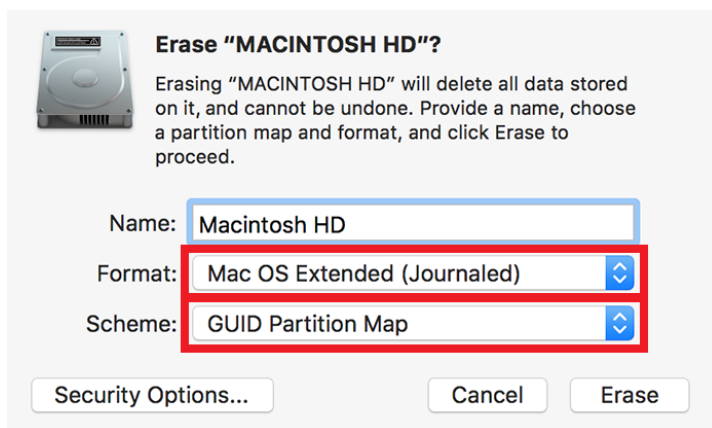 Erase “MACINTOSH HD”?
Erasing “MACINTOSH HD” will delete all data stored
on it, and cannot be undone. Provide a name, choose
a partition map and format, and click Erase to
proceed.
Name: Macintosh HD
Format: Mac OS Extended (Journaled)
Scheme: GUID Partition Map
Security Options... Cancel Erase